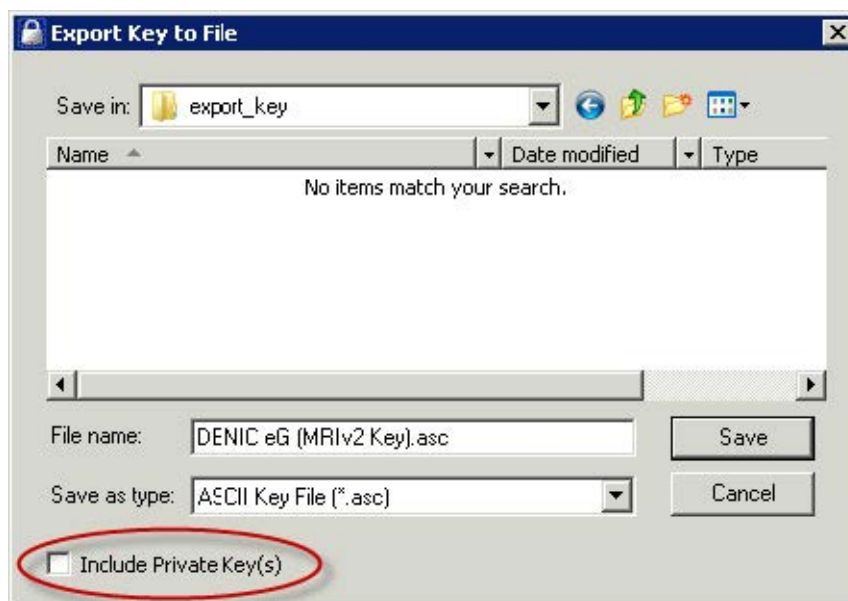 Export Key to File
Save in: export_key
Name Date modified Type
No items match your search.
File name: DENIC eG (MRIv2 Key).asc Save
Save as type: ASCII Key File (*.asc) Cancel
Include Private Key(s)